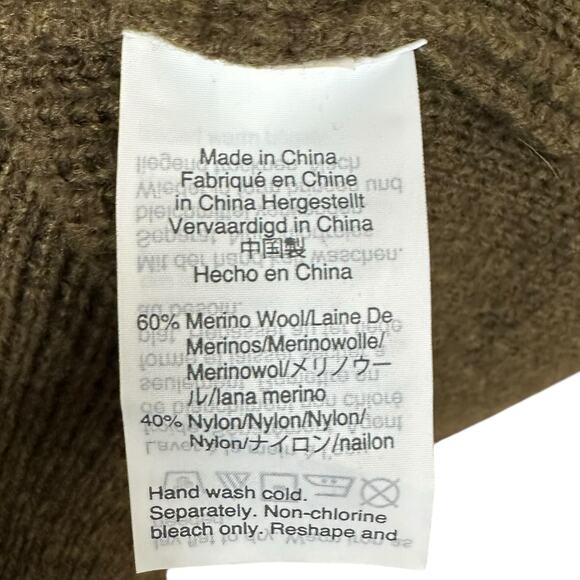 Made in China
Fabriqué en Chine
in China Hergestellt
Vervaardigd in China
中国製
Hecho en China
60% Merino Wool/Laine De
Merinos/Merinowolle/
Merinowol/メリノウー
ル/lana merino
40% Nylon/Nylon/Nylon/
Nylon/ナイロン/nailon
Hand wash cold.
Separately. Non-chlorine
bleach only. Reshape and